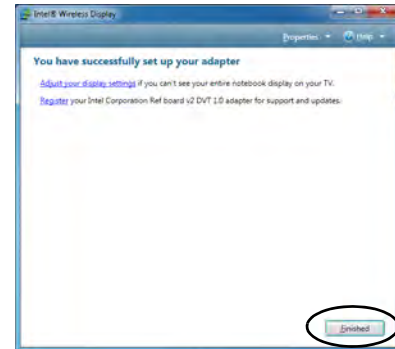 Intel® Wireless Display
Properties Help
You have successfully set up your adapter
Adjust your display settings if you can't see your entire notebook display on your TV.
Register your Intel Corporation Ref board v2 DVT 1.0 adapter for support and updates.
Finished